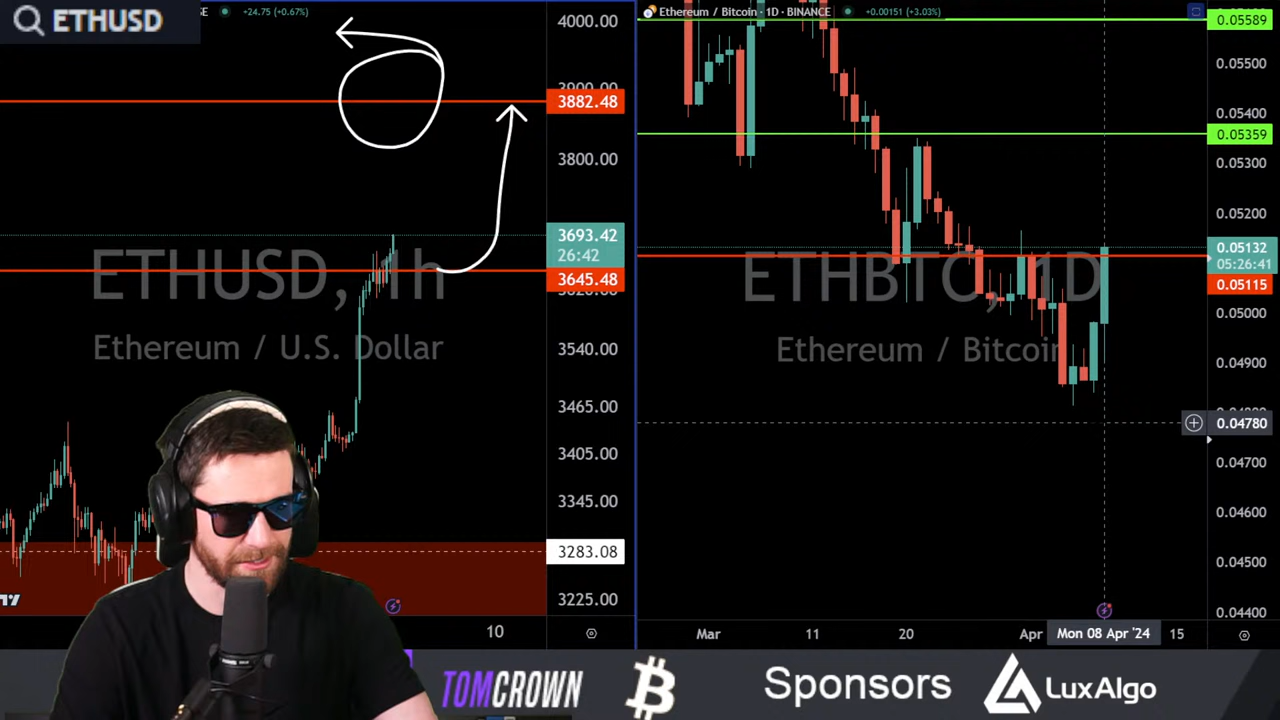 ETHUSD
SE
+24.75 (+0.67%)
4000.00
3882.48
3800.00
3693.42
26:42
3645.48
3540.00
3465.00
3405.00
3345.00
3283.08
3225.00
10
ETHUSD, 1h
Ethereum / U.S. Dollar
Ethereum / Bitcoin · 1D · BINANCE
+0.00151 (+3.03%)
0.05589
0.05500
0.05400
0.05359
0.05300
0.05200
0.05132
05:26:41
0.05115
0.05000
0.04900
0.04780
0.04700
0.04600
0.04500
0.04400
ETHBTC, 1D
Ethereum / Bitcoin
Mar
11
20
Apr
Mon 08 Apr '24
15
TOMCROWN
Sponsors
LuxAlgo